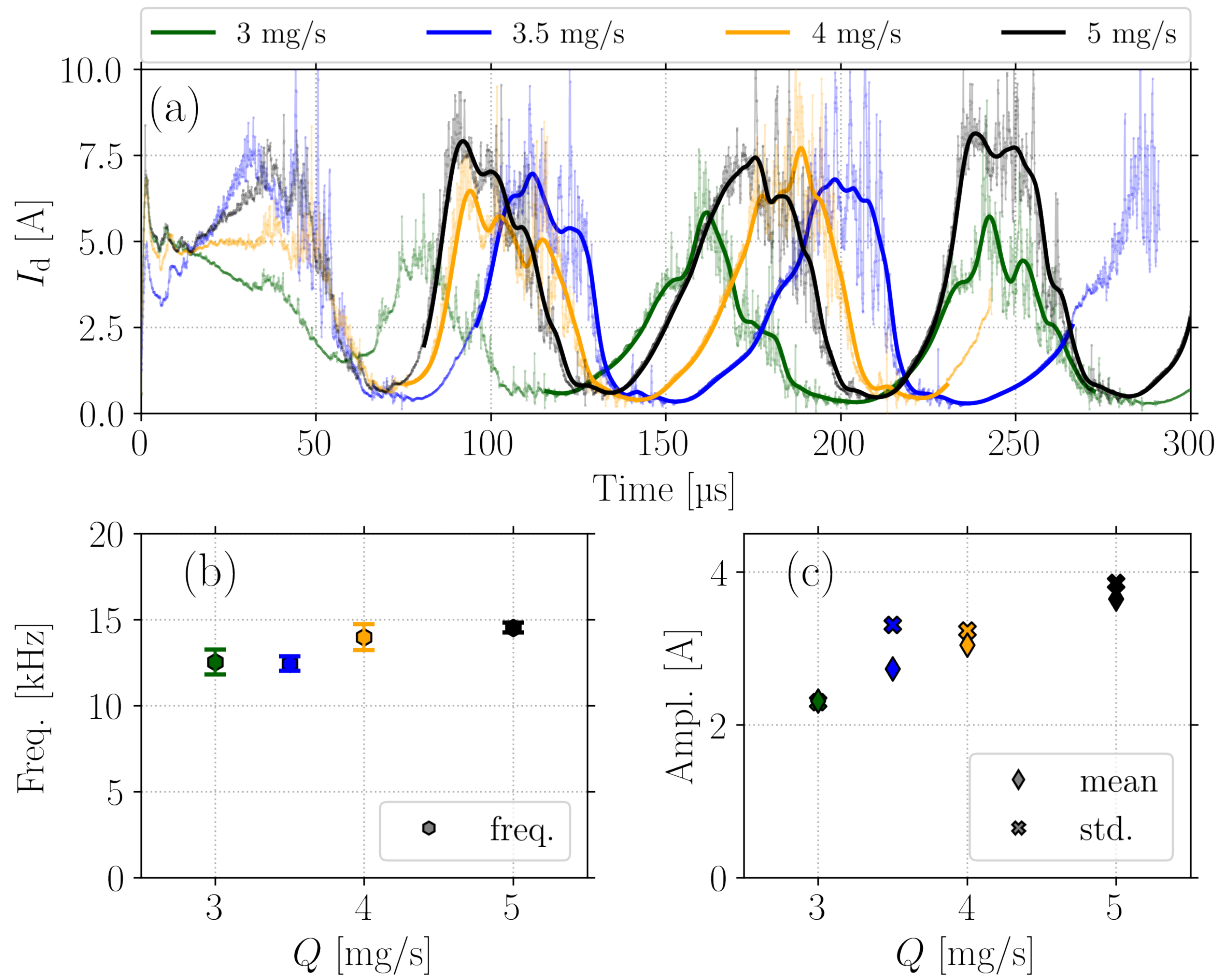 3 mg/s 3.5 mg/s 4 mg/s 5 mg/s
10.0
(a)
7.5
5.0
2.5
0.0
I_d [A]
0 50 100 150 200 250 300
Time [µs]
20
(b)
15
10
5
0
Freq. [kHz]
freq.
3 4 5
Q [mg/s]
(c)
4
2
0
Ampl. [A]
mean
std.
3 4 5
Q [mg/s]